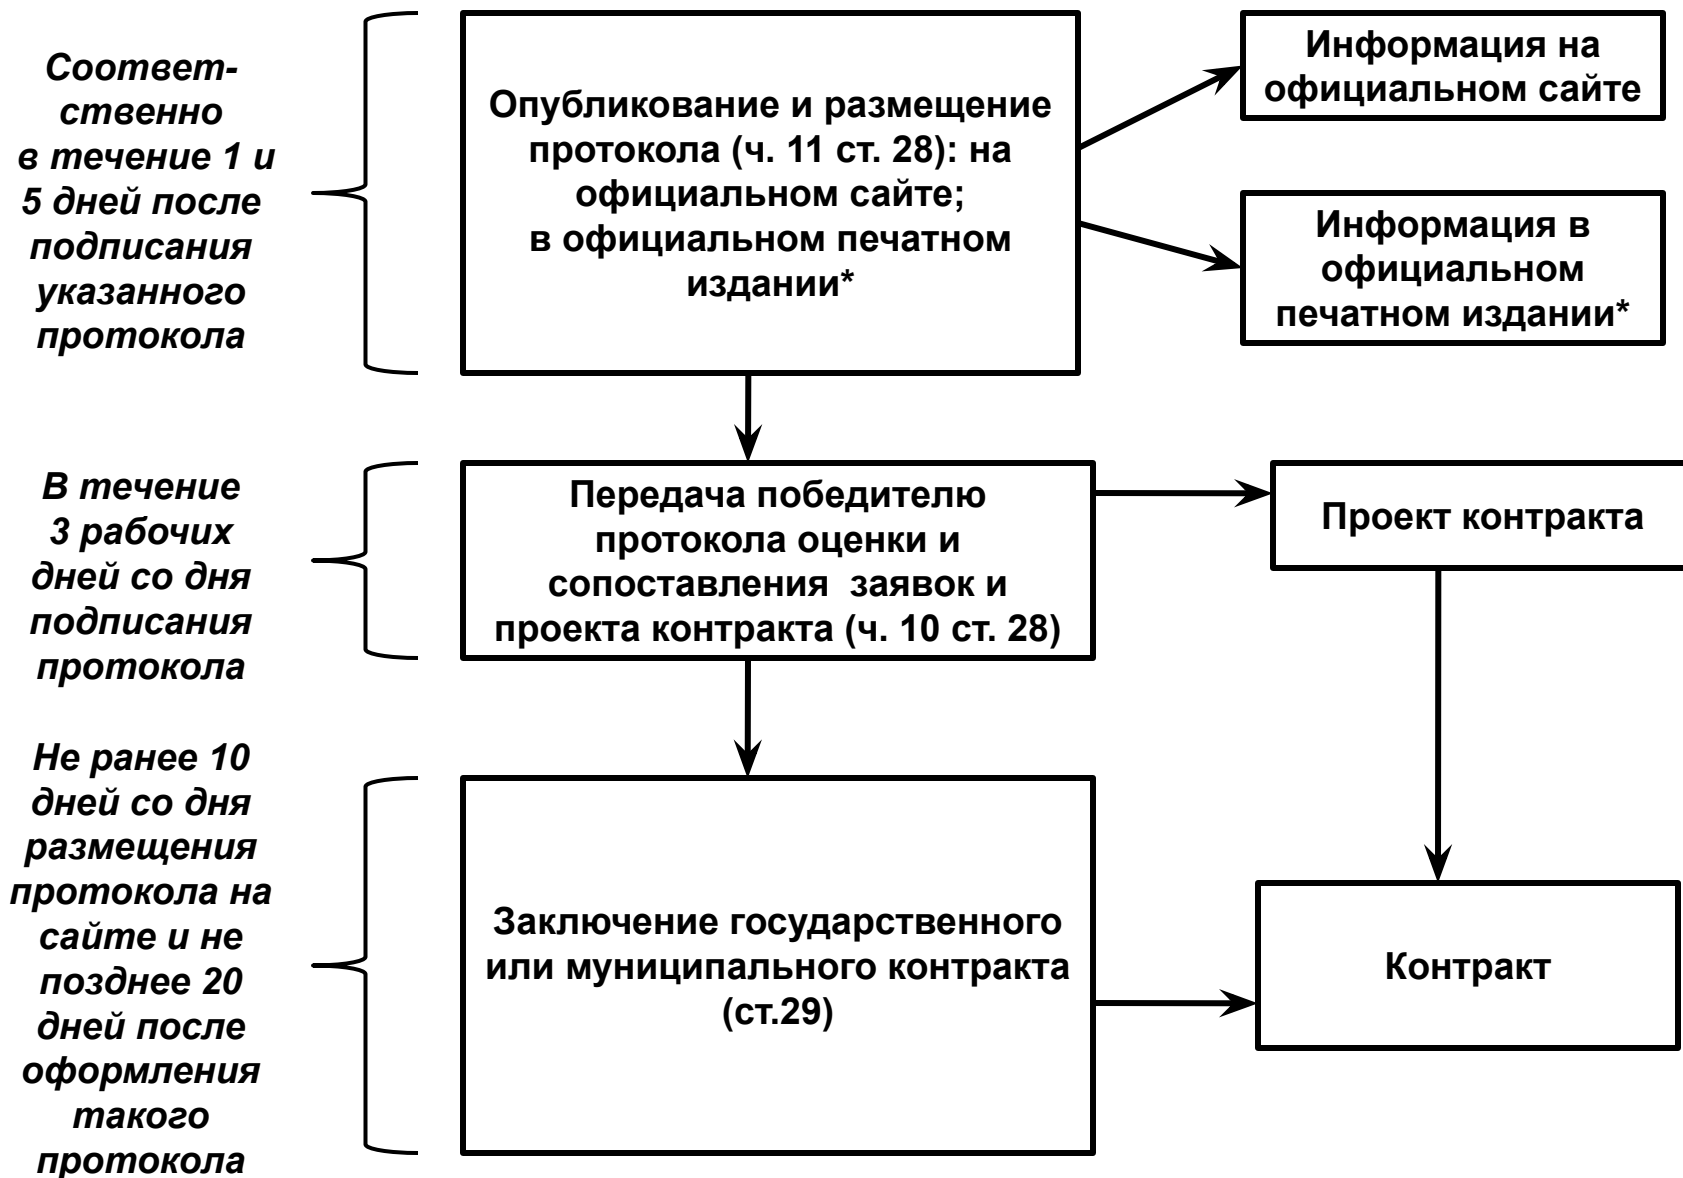 Соответ-
ственно
в течение 1 и
5 дней после
подписания
указанного
протокола
Опубликование и размещение
протокола (ч. 11 ст. 28): на
официальном сайте;
в официальном печатном
издании*
Информация на
официальном сайте
Информация в
официальном
печатном издании*
В течение
3 рабочих
дней со дня
подписания
протокола
Передача победителю
протокола оценки и
сопоставления заявок и
проекта контракта (ч. 10 ст. 28)
Проект контракта
Не ранее 10
дней со дня
размещения
протокола на
сайте и не
позднее 20
дней после
оформления
такого
протокола
Заключение государственного
или муниципального контракта
(ст.29)
Контракт